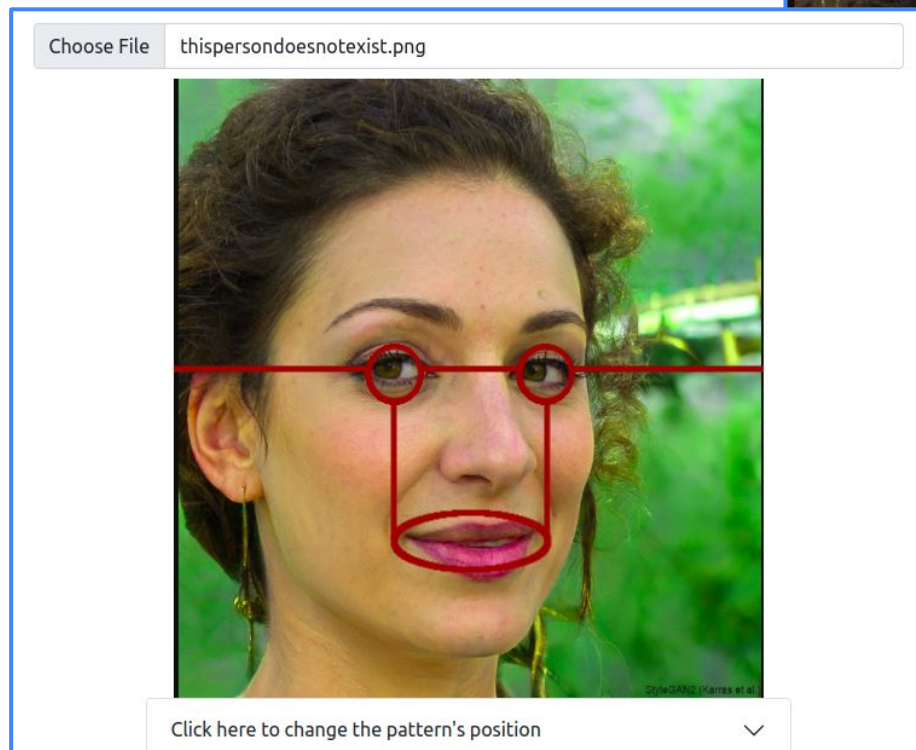 Choose File thispersondoesnotexist.png
StyleGAN2 (Karras et al.)
Click here to change the pattern's position